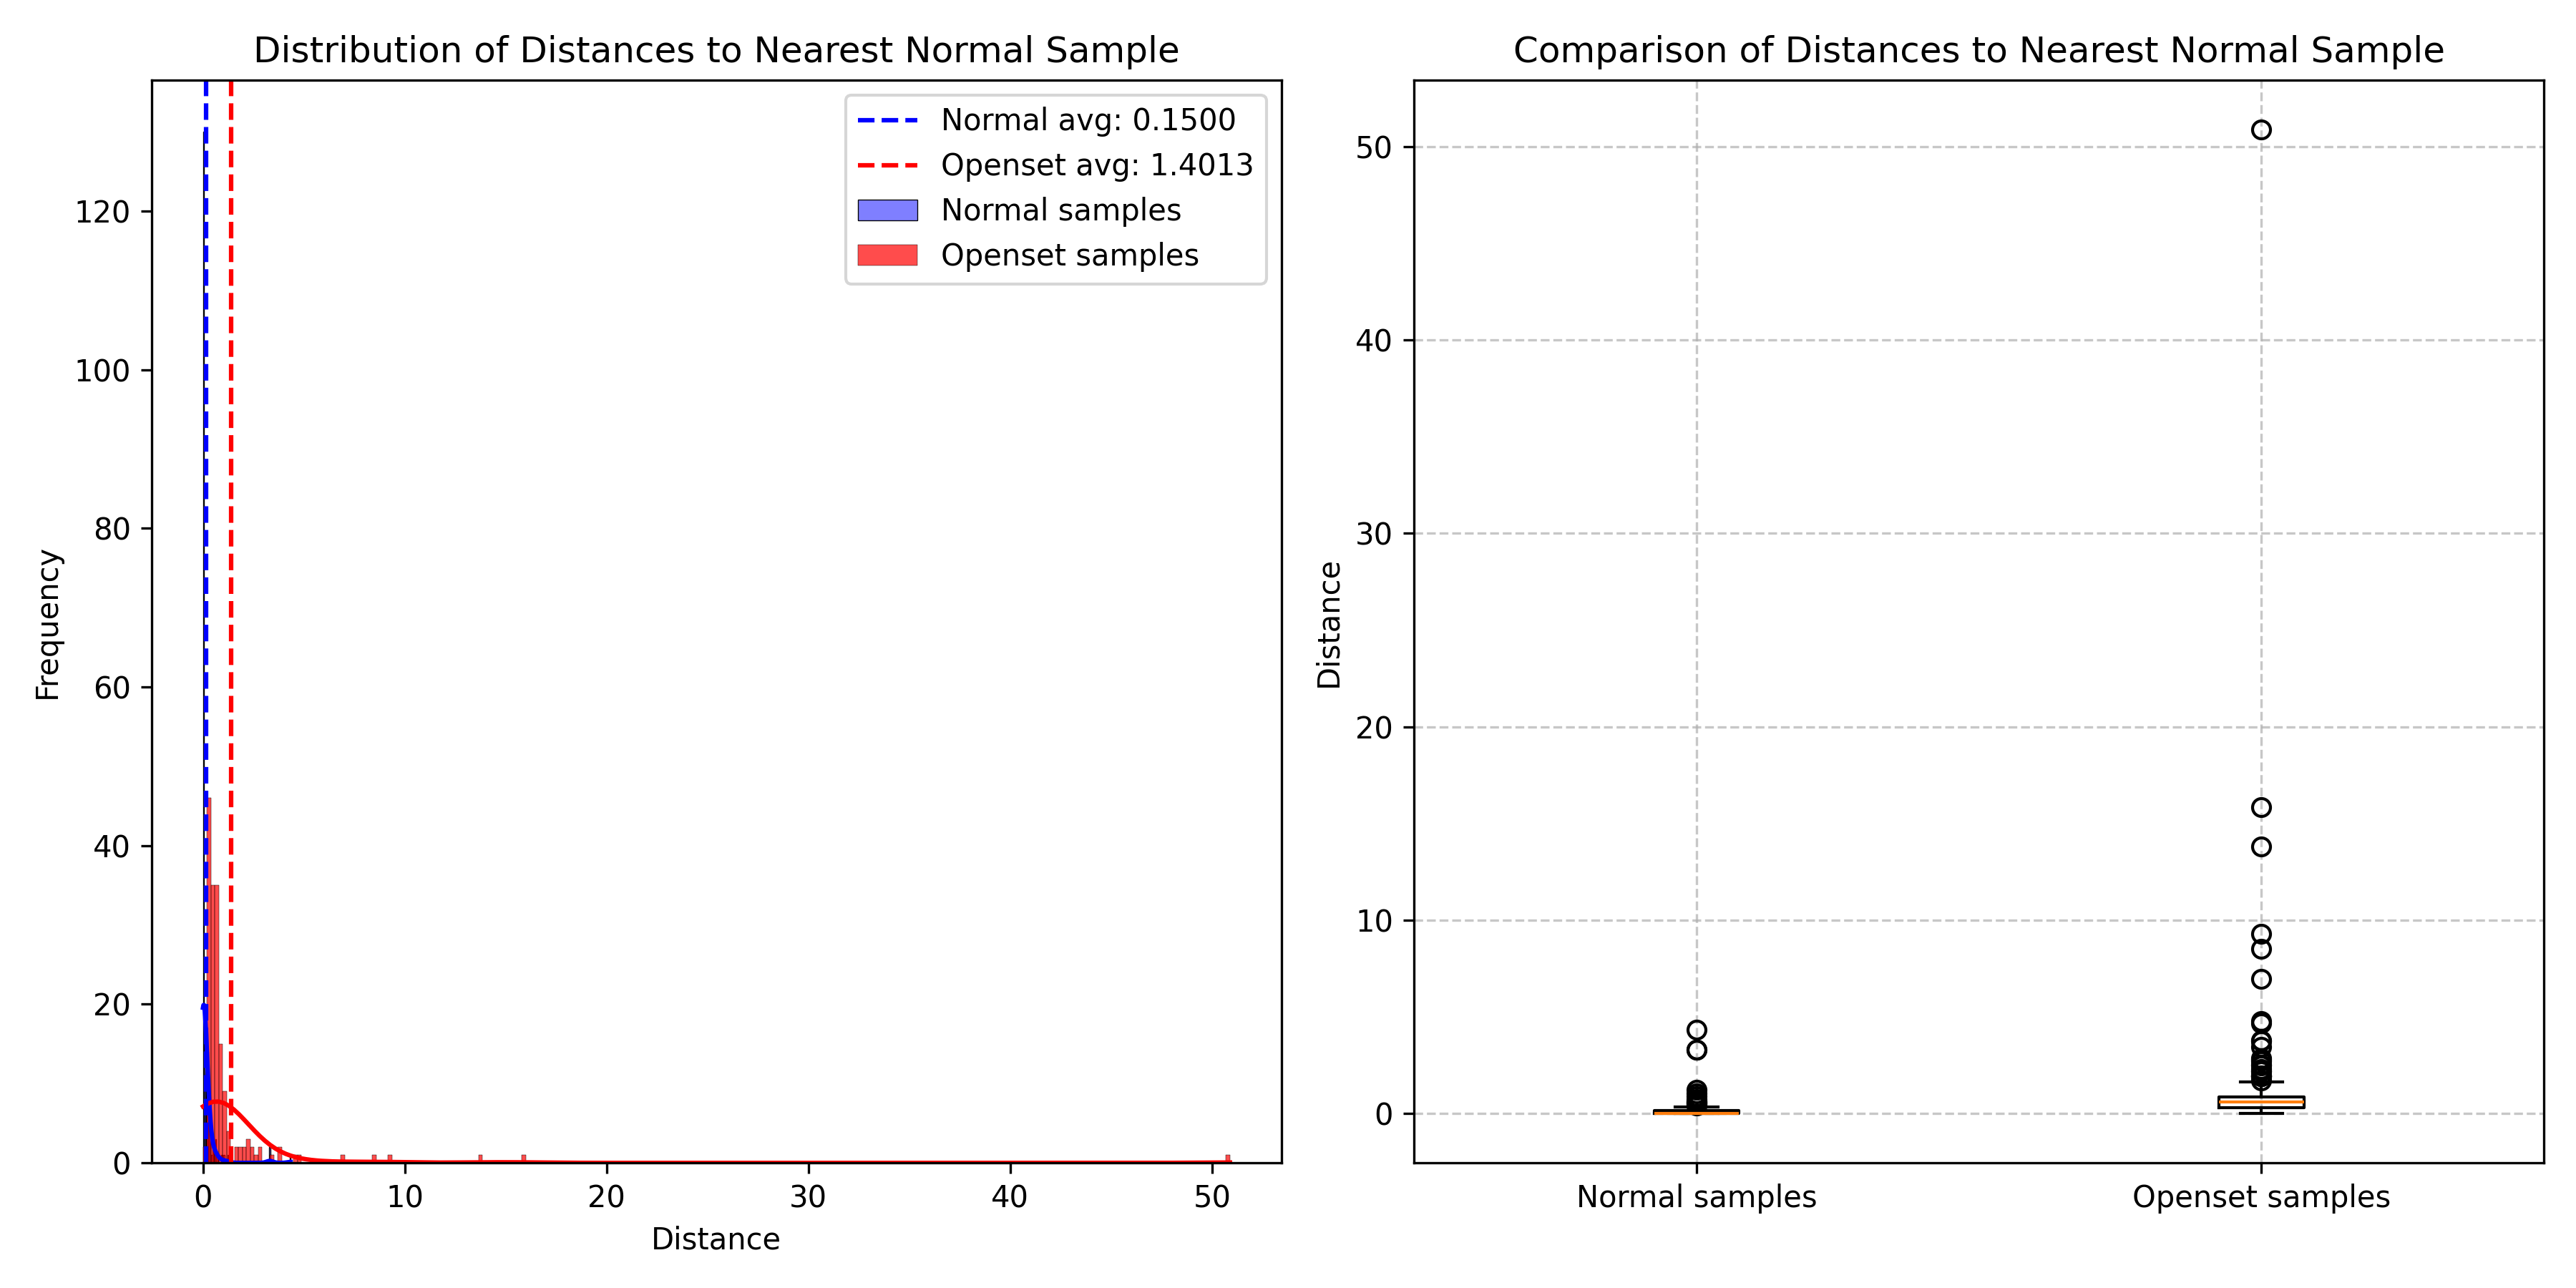 Distribution of Distances to Nearest Normal Sample
Normal avg: 0.1500
Openset avg: 1.4013
Normal samples
Openset samples
120
100
80
60
40
20
0
Frequency
0 10 20 30 40 50
Distance
Comparison of Distances to Nearest Normal Sample
50
40
30
20
10
0
Distance
Normal samples Openset samples